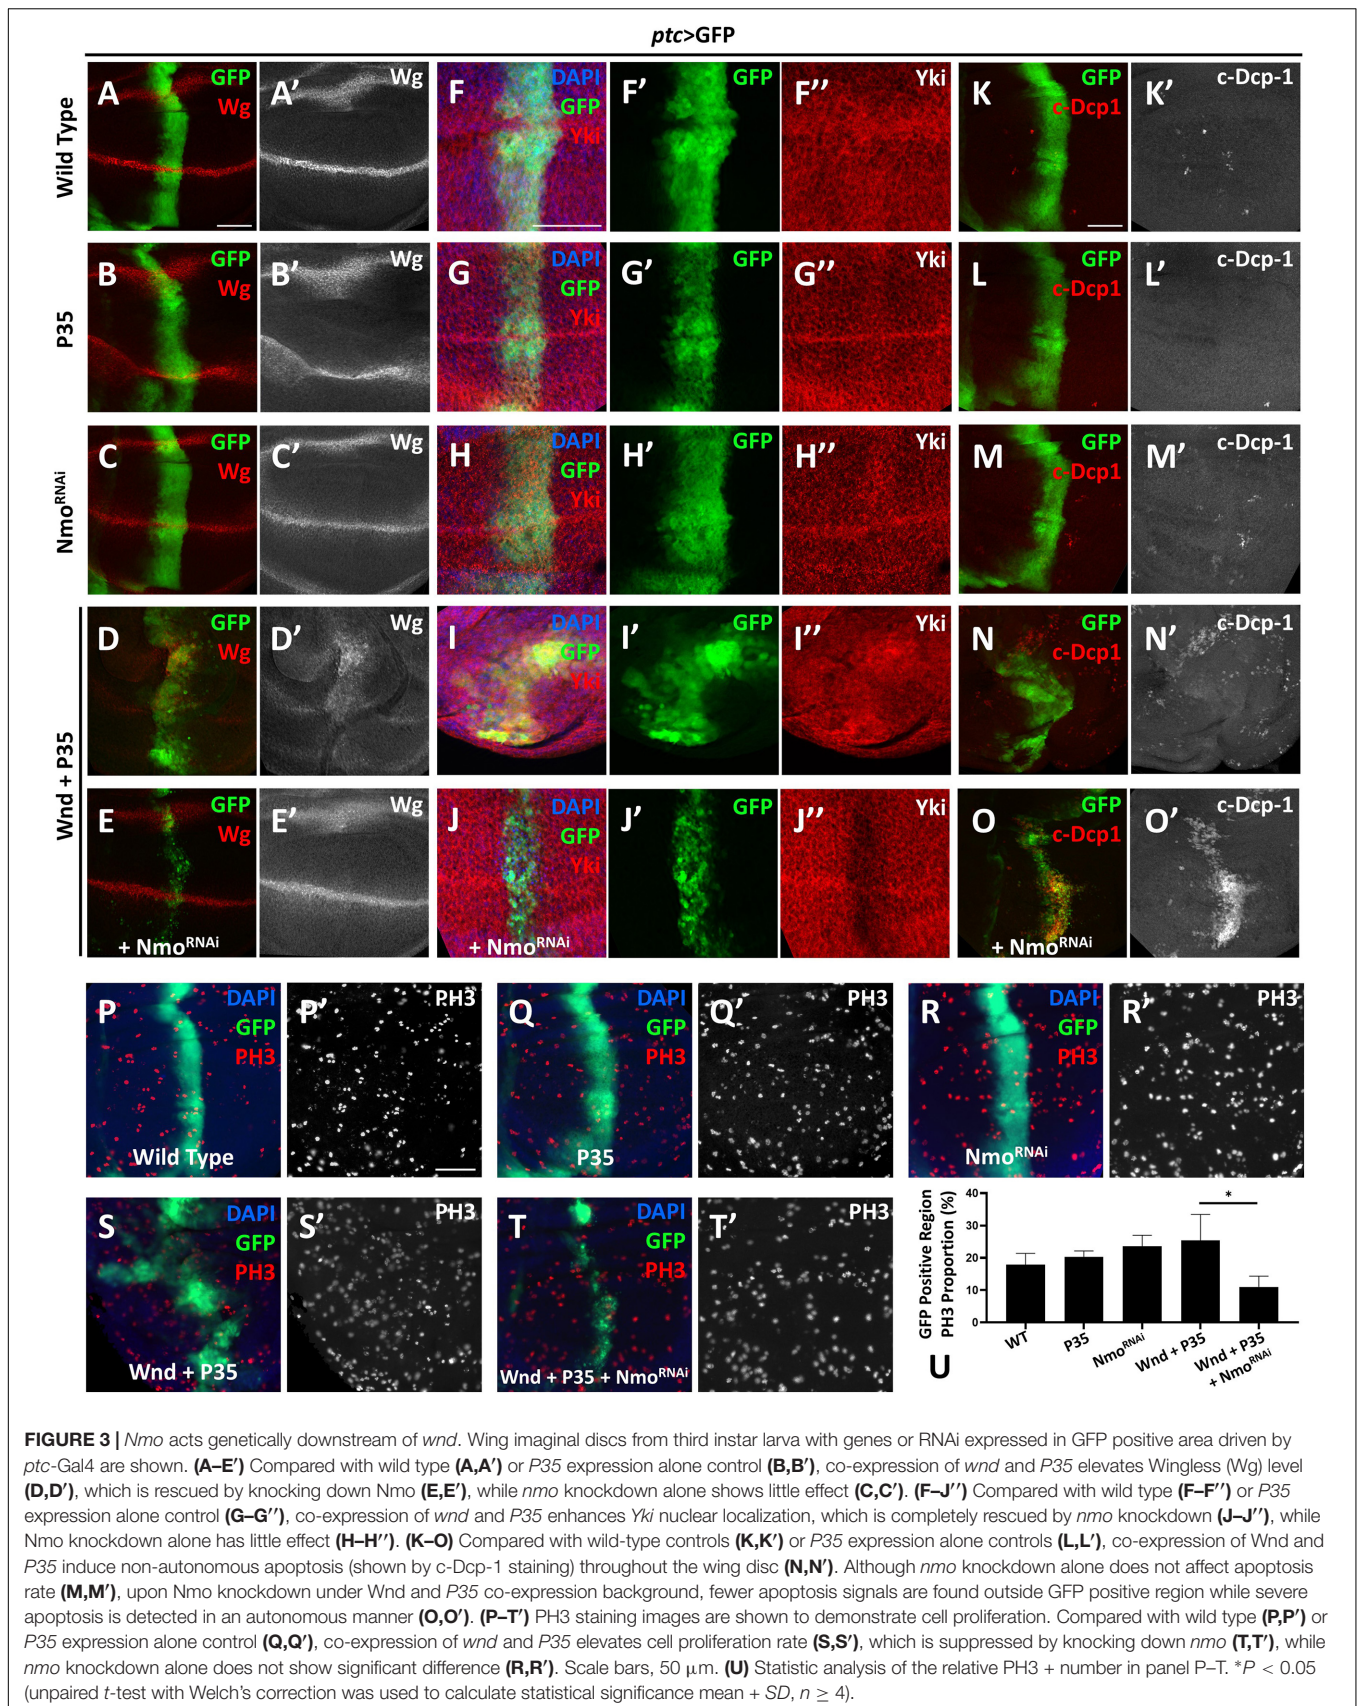 ptc>GFP
Wild Type
A GFP Wg
A′ Wg
F DAPI GFP Yki
F′ GFP
F′′ Yki
K GFP c-Dcp1
K′ c-Dcp-1
P35
B GFP Wg
B′ Wg
G DAPI GFP Yki
G′ GFP
G′′ Yki
L GFP c-Dcp1
L′ c-Dcp-1
NmoRNAi
C GFP Wg
C′ Wg
H DAPI GFP Yki
H′ GFP
H′′ Yki
M GFP c-Dcp1
M′ c-Dcp-1
Wnd + P35
D GFP Wg
D′ Wg
I DAPI GFP Yki
I′ GFP
I′′ Yki
N GFP c-Dcp1
N′ c-Dcp-1
E GFP Wg + NmoRNAi
E′ Wg
J DAPI GFP Yki + NmoRNAi
J′ GFP
J′′ Yki
O GFP c-Dcp1 + NmoRNAi
O′ c-Dcp-1
P DAPI GFP PH3 Wild Type
P′ PH3
Q DAPI GFP PH3 P35
Q′ PH3
R DAPI GFP PH3 NmoRNAi
R′ PH3
S DAPI GFP PH3 Wnd + P35
S′ PH3
T DAPI GFP PH3 Wnd + P35 + NmoRNAi
T′ PH3
U
GFP Positive Region
PH3 Proportion (%)
40
30
20
10
0
*
WT
P35
NmoRNAi
Wnd + P35
Wnd + P35
+ NmoRNAi
FIGURE 3 | Nmo acts genetically downstream of wnd. Wing imaginal discs from third instar larva with genes or RNAi expressed in GFP positive area driven by
ptc-Gal4 are shown. (A–E′) Compared with wild type (A,A′) or P35 expression alone control (B,B′), co-expression of wnd and P35 elevates Wingless (Wg) level
(D,D′), which is rescued by knocking down Nmo (E,E′), while nmo knockdown alone shows little effect (C,C′). (F–J′′) Compared with wild type (F–F′′) or P35
expression alone control (G–G′′), co-expression of wnd and P35 enhances Yki nuclear localization, which is completely rescued by nmo knockdown (J–J′′), while
Nmo knockdown alone has little effect (H–H′′). (K–O) Compared with wild-type controls (K,K′) or P35 expression alone controls (L,L′), co-expression of Wnd and
P35 induce non-autonomous apoptosis (shown by c-Dcp-1 staining) throughout the wing disc (N,N′). Although nmo knockdown alone does not affect apoptosis
rate (M,M′), upon Nmo knockdown under Wnd and P35 co-expression background, fewer apoptosis signals are found outside GFP positive region while severe
apoptosis is detected in an autonomous manner (O,O′). (P–T′) PH3 staining images are shown to demonstrate cell proliferation. Compared with wild type (P,P′) or
P35 expression alone control (Q,Q′), co-expression of wnd and P35 elevates cell proliferation rate (S,S′), which is suppressed by knocking down nmo (T,T′), while
nmo knockdown alone does not show significant difference (R,R′). Scale bars, 50 μm. (U) Statistic analysis of the relative PH3 + number in panel P–T. *P < 0.05
(unpaired t-test with Welch's correction was used to calculate statistical significance mean + SD, n ≥ 4).